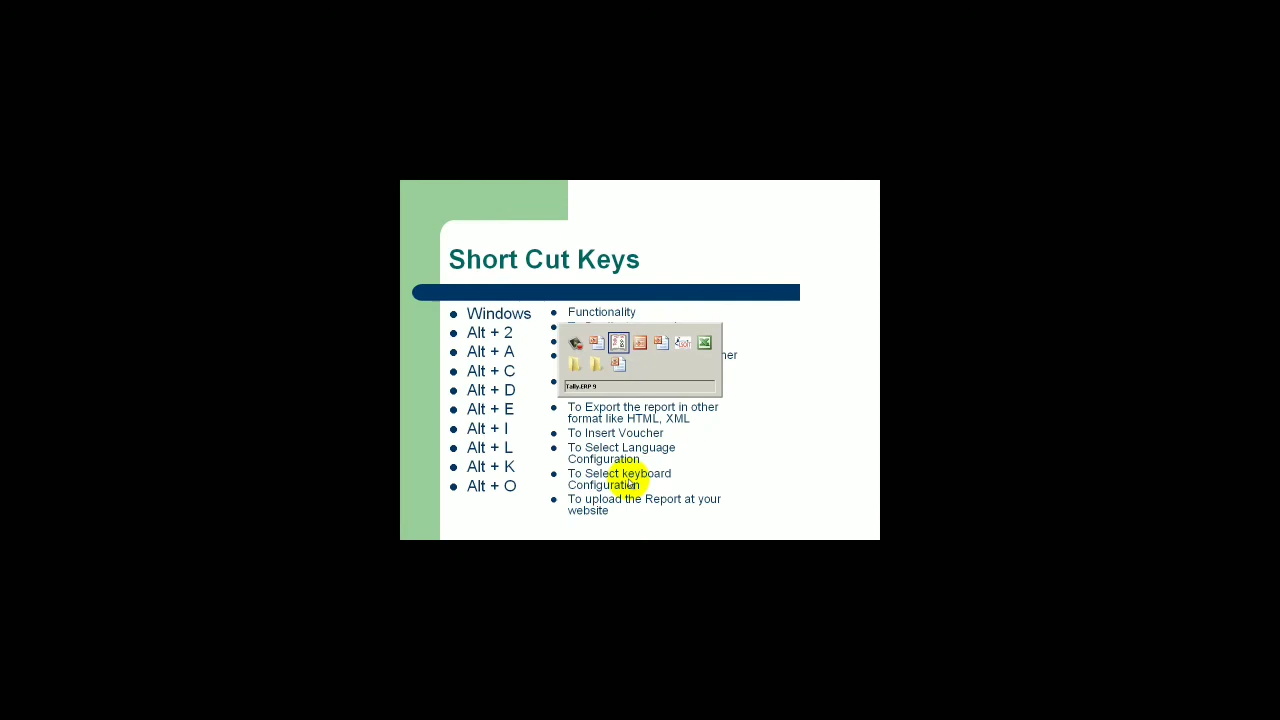 Short Cut Keys
Windows
Alt + 2
Alt + A
Alt + C
Alt + D
Alt + E
Alt + I
Alt + L
Alt + K
Alt + O
Functionality
Tally.ERP 9
To Export the report in other
format like HTML, XML
To Insert Voucher
To Select Language
Configuration
To Select keyboard
Configuration
To upload the Report at your
website